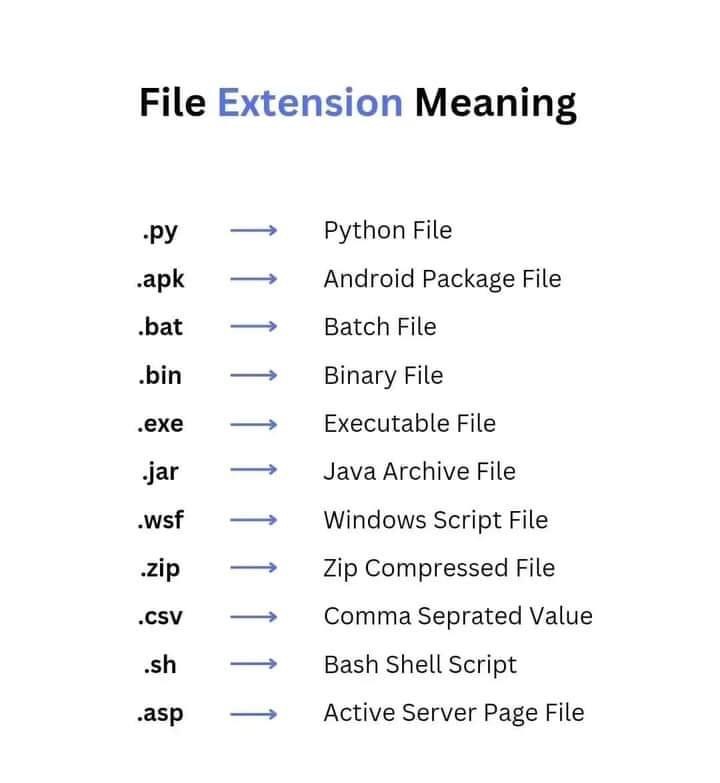 File Extension Meaning
.py → Python File
.apk → Android Package File
.bat → Batch File
.bin → Binary File
.exe → Executable File
.jar → Java Archive File
.wsf → Windows Script File
.zip → Zip Compressed File
.csv → Comma Seprated Value
.sh → Bash Shell Script
.asp → Active Server Page File